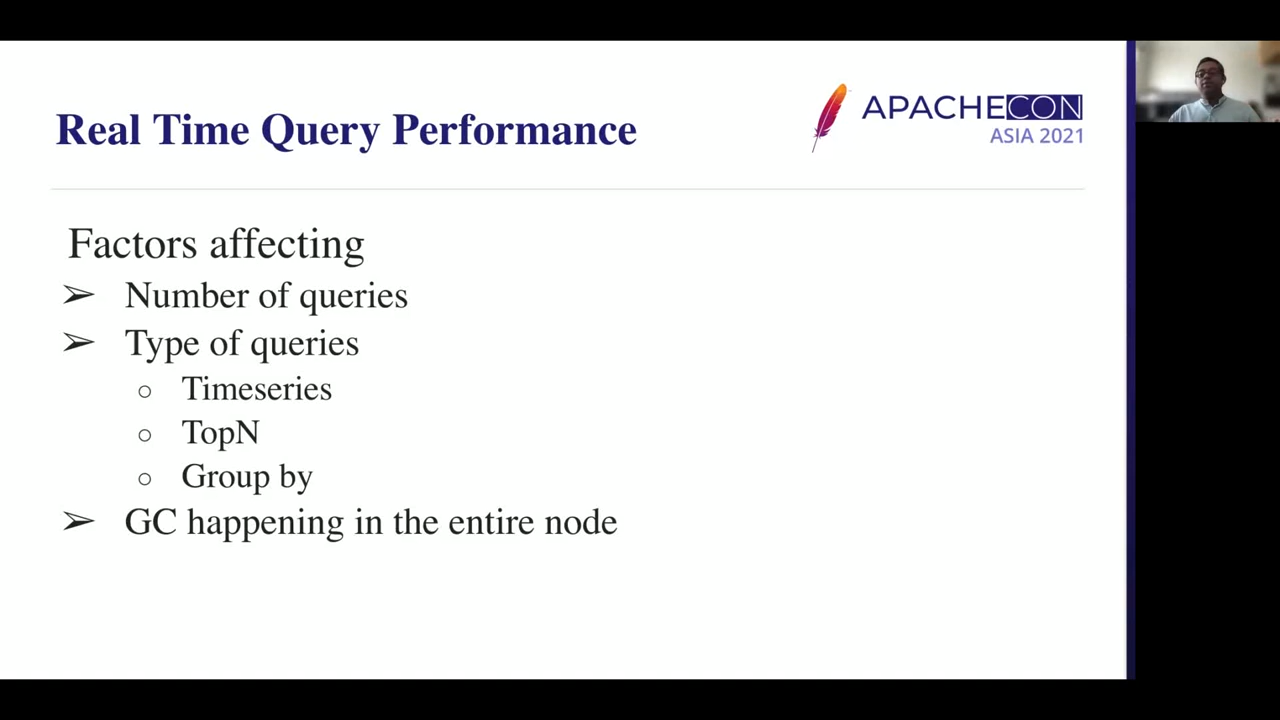 Real Time Query Performance
APACHECON
ASIA 2021
Factors affecting
➢ Number of queries
➢ Type of queries
○ Timeseries
○ TopN
○ Group by
➢ GC happening in the entire node